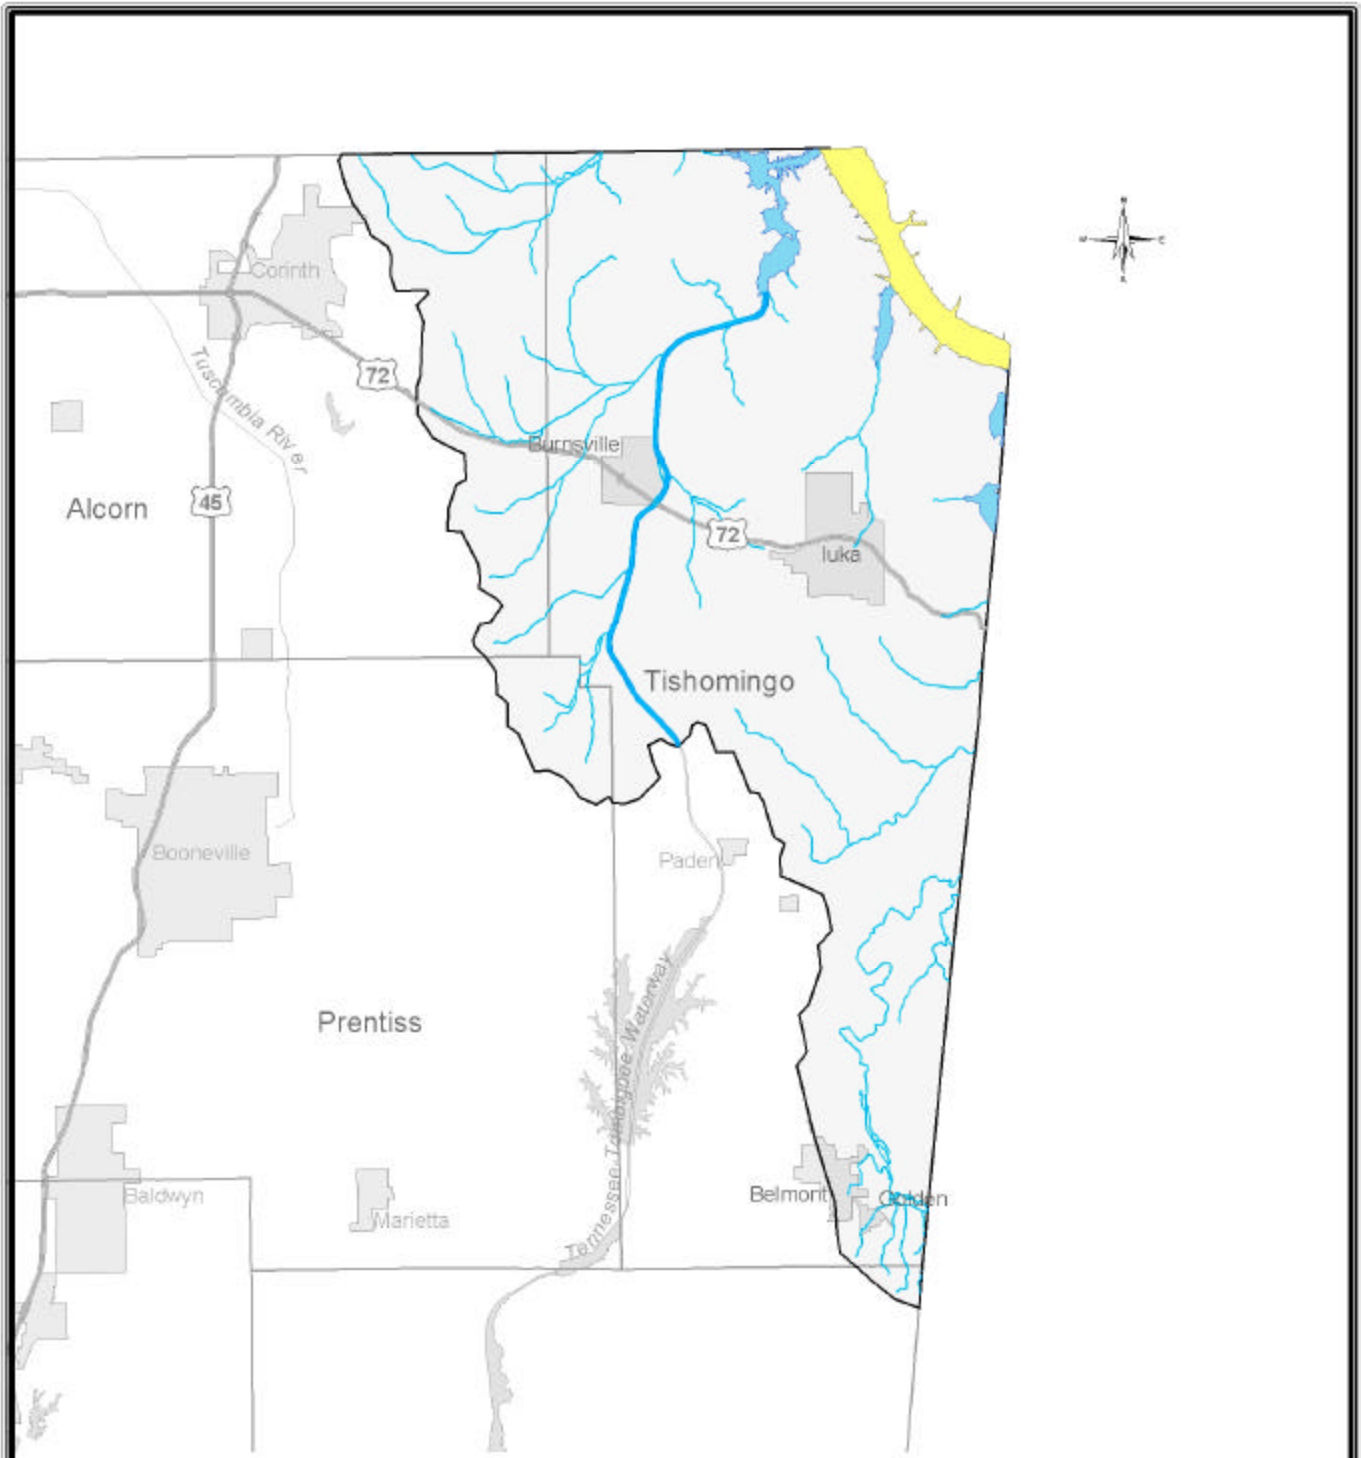 Corinth
72
Tuscumbia River
Burnsville
Alcorn
45
72
Iuka
Tishomingo
Booneville
Paden
Prentiss
Tennessee-Tombigbee Waterway
Baldwyn
Belmont
Golden
Marietta